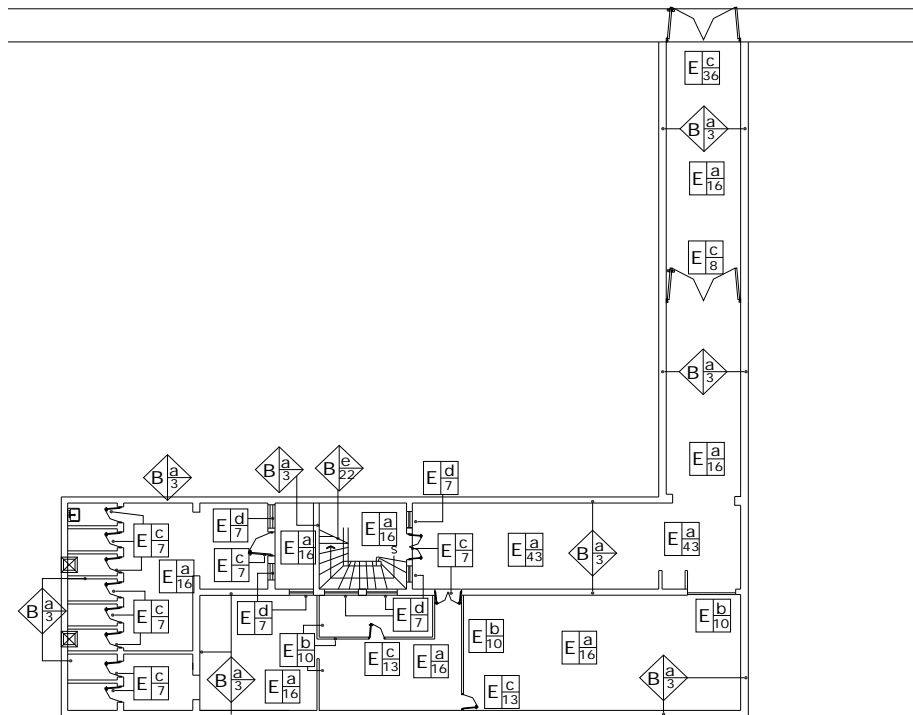 E c 36
B a 3
E a 16
E c 8
B a 3
E a 16
B a 3
B a 3
B e 22
E d 7
E c 7
E d 7
E c 7
E a 16
E a 16
s
E c 7
E a 43
B a 3
E a 43
E a 16
B a 3
E c 7
E d 7
E d 7
E b 10
E b 10
E b 10
E c 13
E a 16
E a 16
E c 7
B a 3
E a 16
E c 13
B a 3